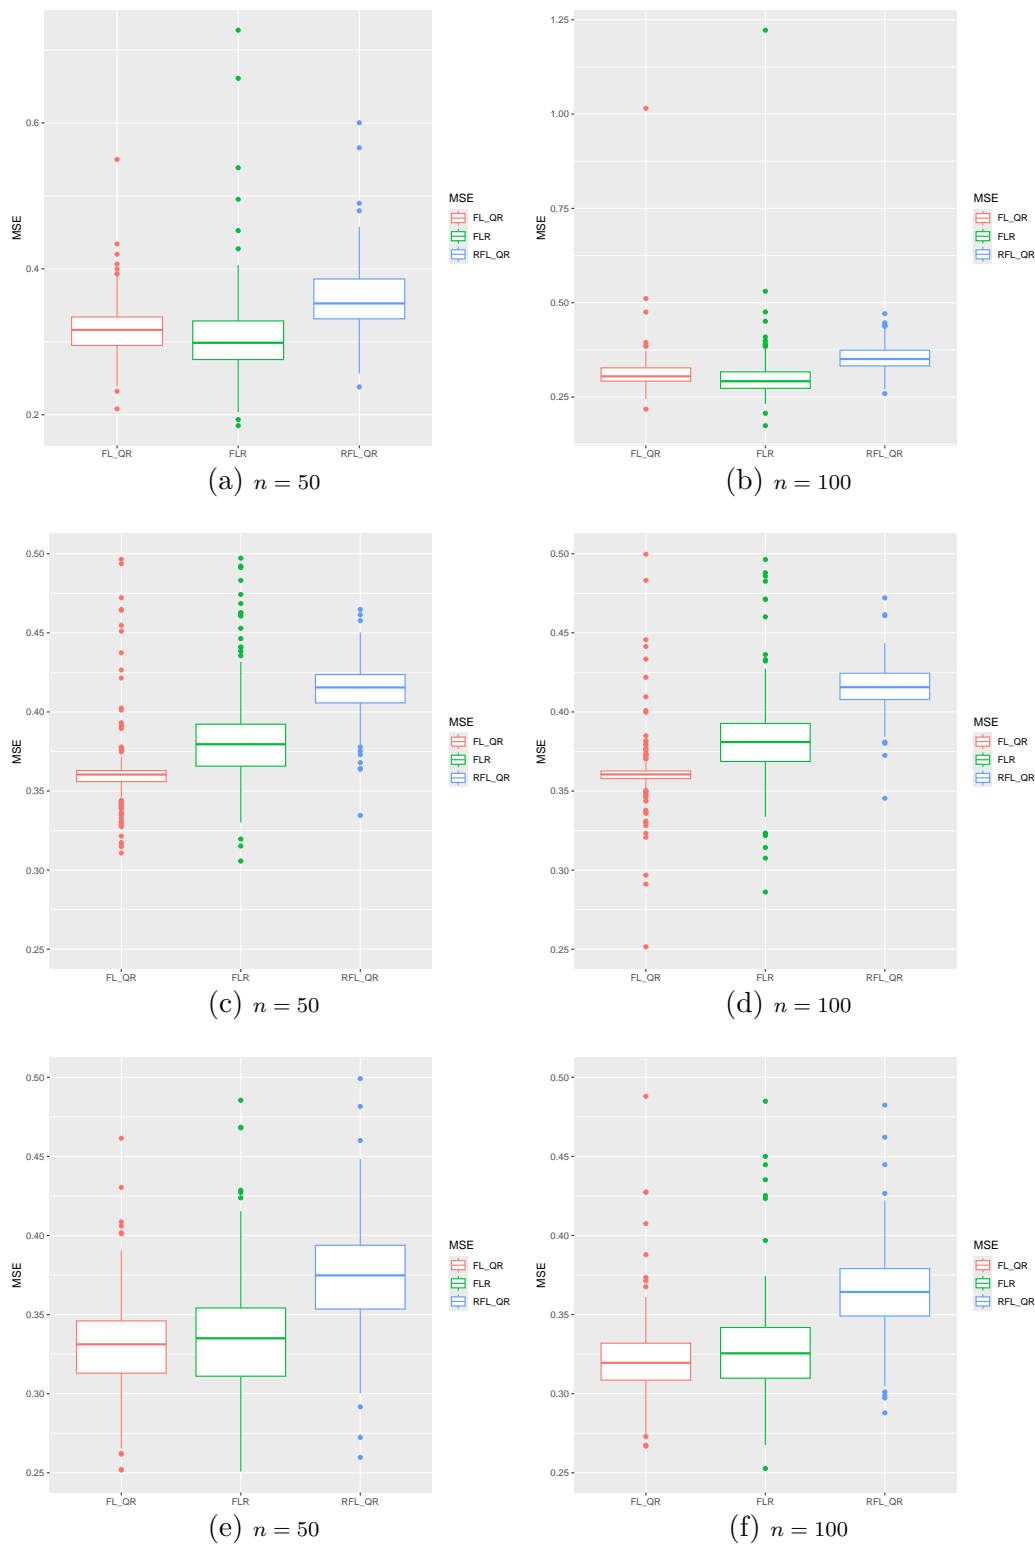 0.6
0.4
0.2
MSE
FL_QR
FLR
RFL_QR
MSE
FL_QR
FLR
RFL_QR
(a) n = 50
1.25
1.00
0.75
0.50
0.25
MSE
FL_QR
FLR
RFL_QR
MSE
FL_QR
FLR
RFL_QR
(b) n = 100
0.50
0.45
0.40
0.35
0.30
0.25
MSE
FL_QR
FLR
RFL_QR
MSE
FL_QR
FLR
RFL_QR
(c) n = 50
0.50
0.45
0.40
0.35
0.30
0.25
MSE
FL_QR
FLR
RFL_QR
MSE
FL_QR
FLR
RFL_QR
(d) n = 100
0.50
0.45
0.40
0.35
0.30
0.25
MSE
FL_QR
FLR
RFL_QR
MSE
FL_QR
FLR
RFL_QR
(e) n = 50
0.50
0.45
0.40
0.35
0.30
0.25
MSE
FL_QR
FLR
RFL_QR
MSE
FL_QR
FLR
RFL_QR
(f) n = 100